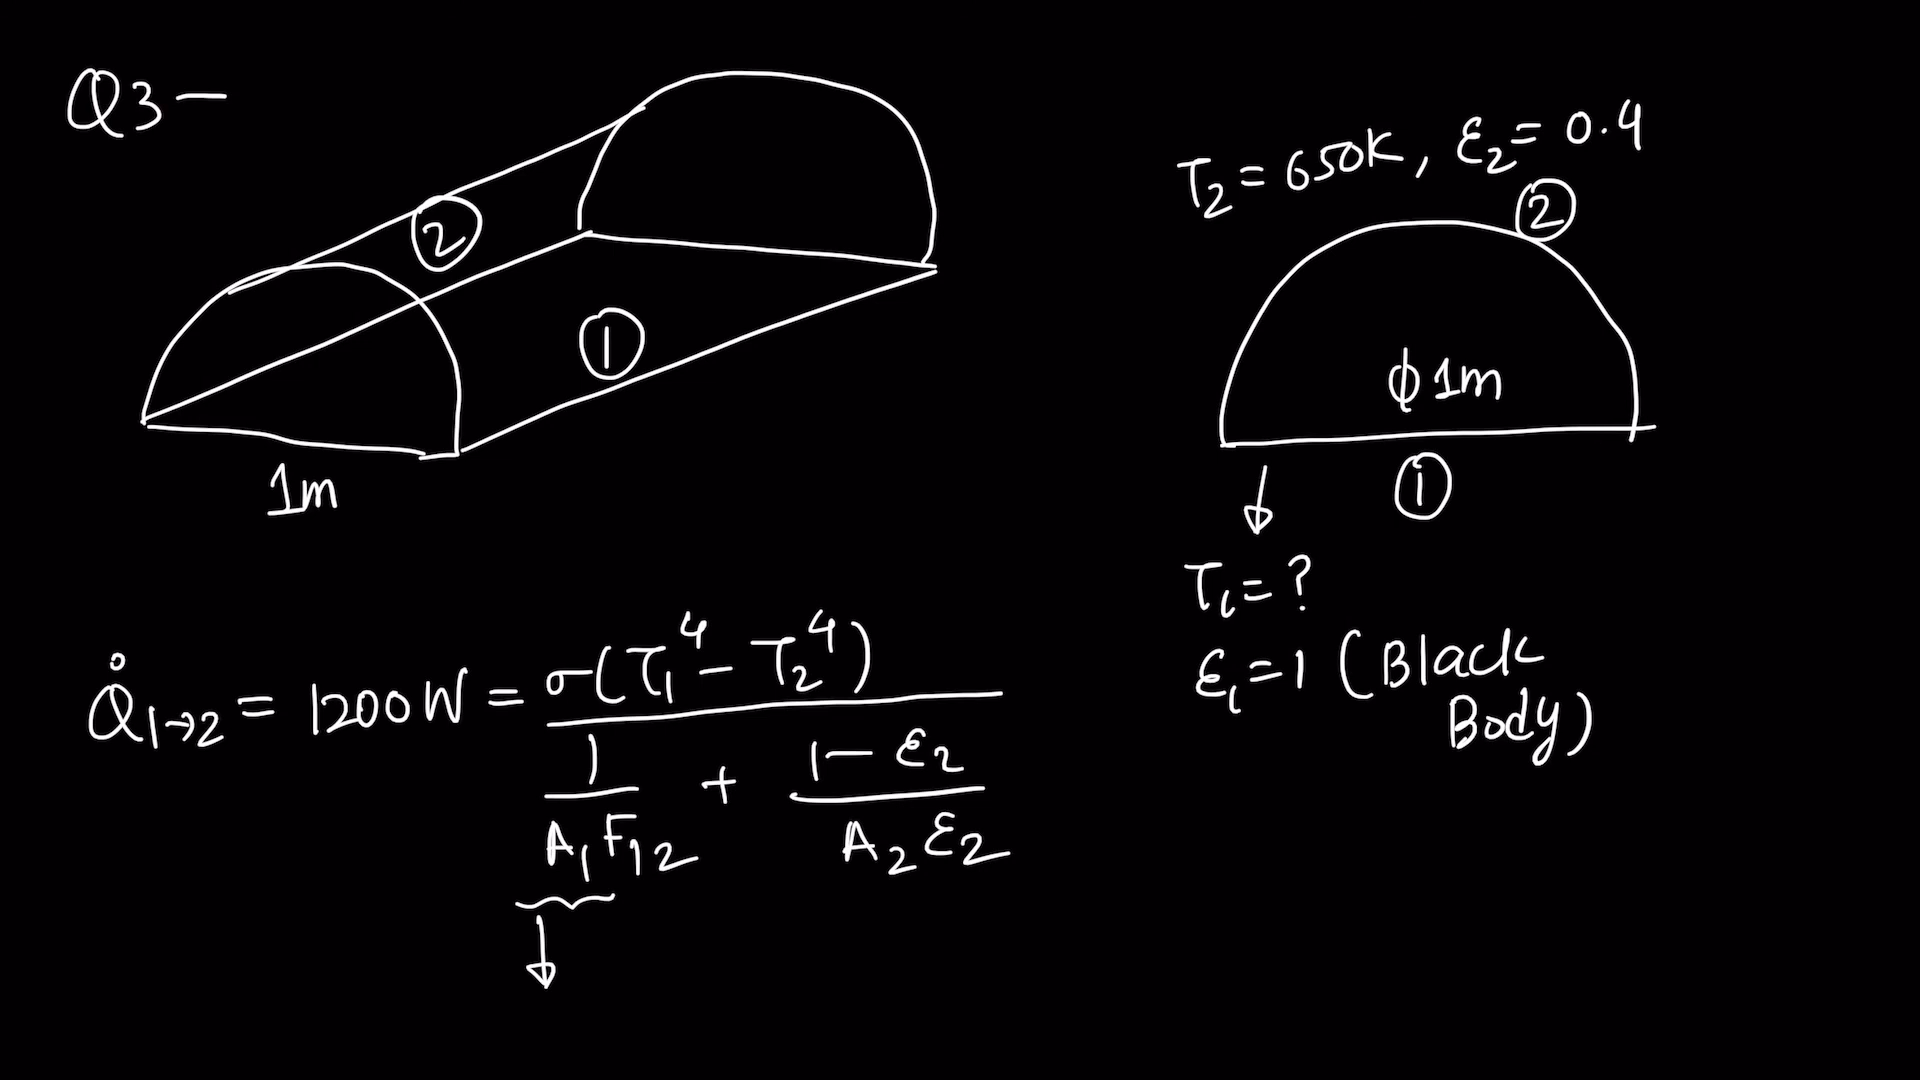 Q3 —
②
①
1m
T₂ = 650K, ε₂ = 0.4
②
ϕ 1m
①
T₁ = ?
ε₁ = 1 (Black
Body)
Q̇₁→₂ = 1200W = σ(T₁⁴ − T₂⁴)
1 + 1 − ε₂
A₁F₁₂ A₂ε₂